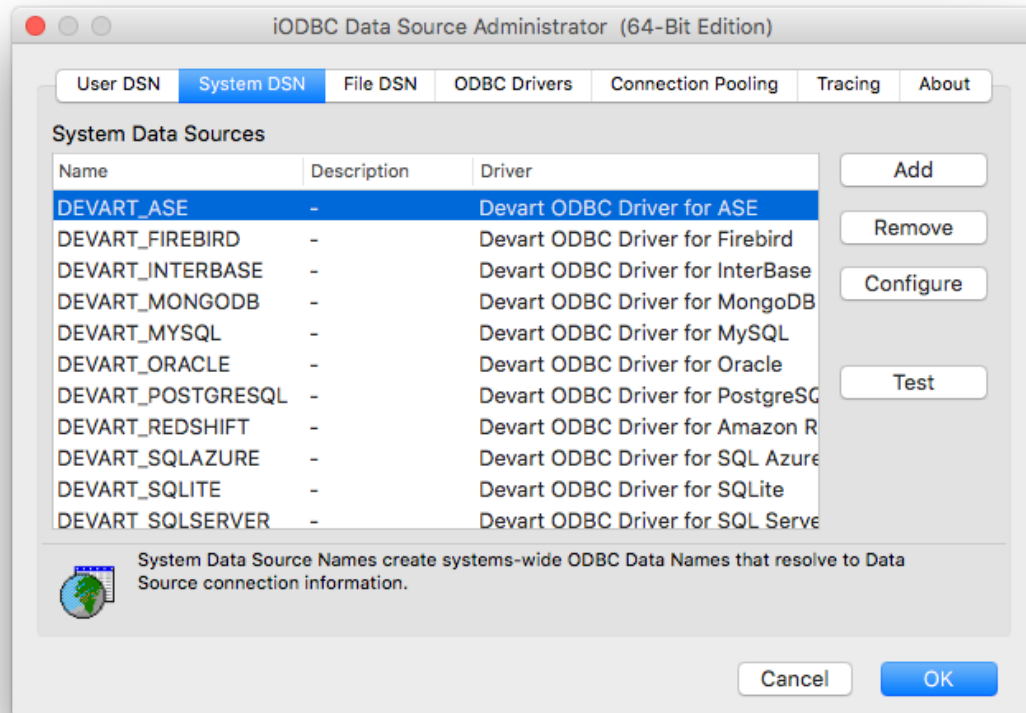 iODBC Data Source Administrator (64-Bit Edition)
User DSN System DSN File DSN ODBC Drivers Connection Pooling Tracing About
System Data Sources
Name Description Driver
DEVART_ASE - Devart ODBC Driver for ASE
DEVART_FIREBIRD - Devart ODBC Driver for Firebird
DEVART_INTERBASE - Devart ODBC Driver for InterBase
DEVART_MONGODB - Devart ODBC Driver for MongoDB
DEVART_MYSQL - Devart ODBC Driver for MySQL
DEVART_ORACLE - Devart ODBC Driver for Oracle
DEVART_POSTGRESQL - Devart ODBC Driver for PostgreSQ
DEVART_REDSHIFT - Devart ODBC Driver for Amazon R
DEVART_SQLAZURE - Devart ODBC Driver for SQL Azure
DEVART_SQLITE - Devart ODBC Driver for SQLite
DEVART_SQLSERVER - Devart ODBC Driver for SQL Serve
Add
Remove
Configure
Test
System Data Source Names create systems-wide ODBC Data Names that resolve to Data
Source connection information.
Cancel OK